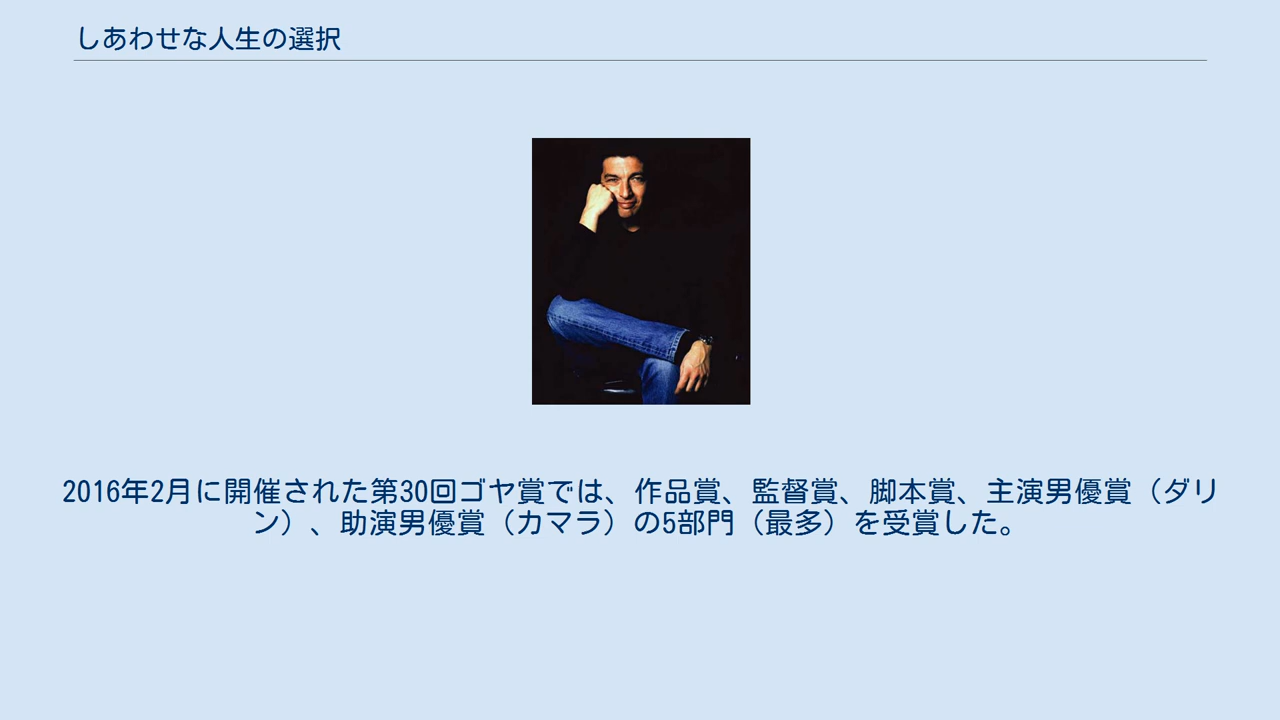 しあわせな人生の選択
2016年2月に開催された第30回ゴヤ賞では、作品賞、監督賞、脚本賞、主演男優賞（ダリ
ン）、助演男優賞（カマラ）の5部門（最多）を受賞した。